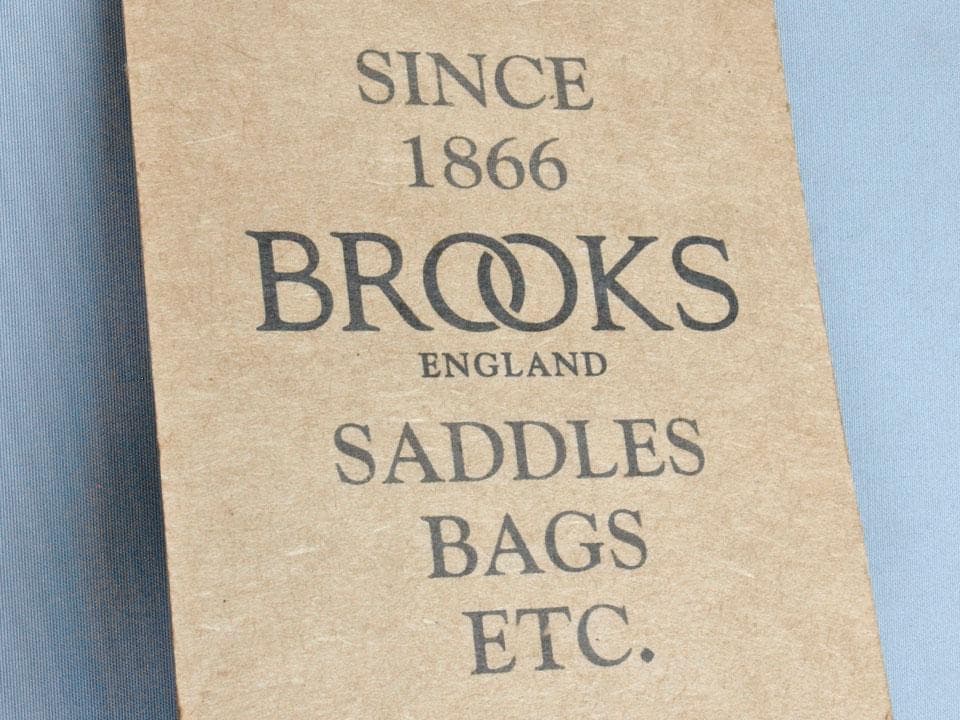 SINCE
1866
BROOKS
ENGLAND
SADDLES
BAGS
ETC.